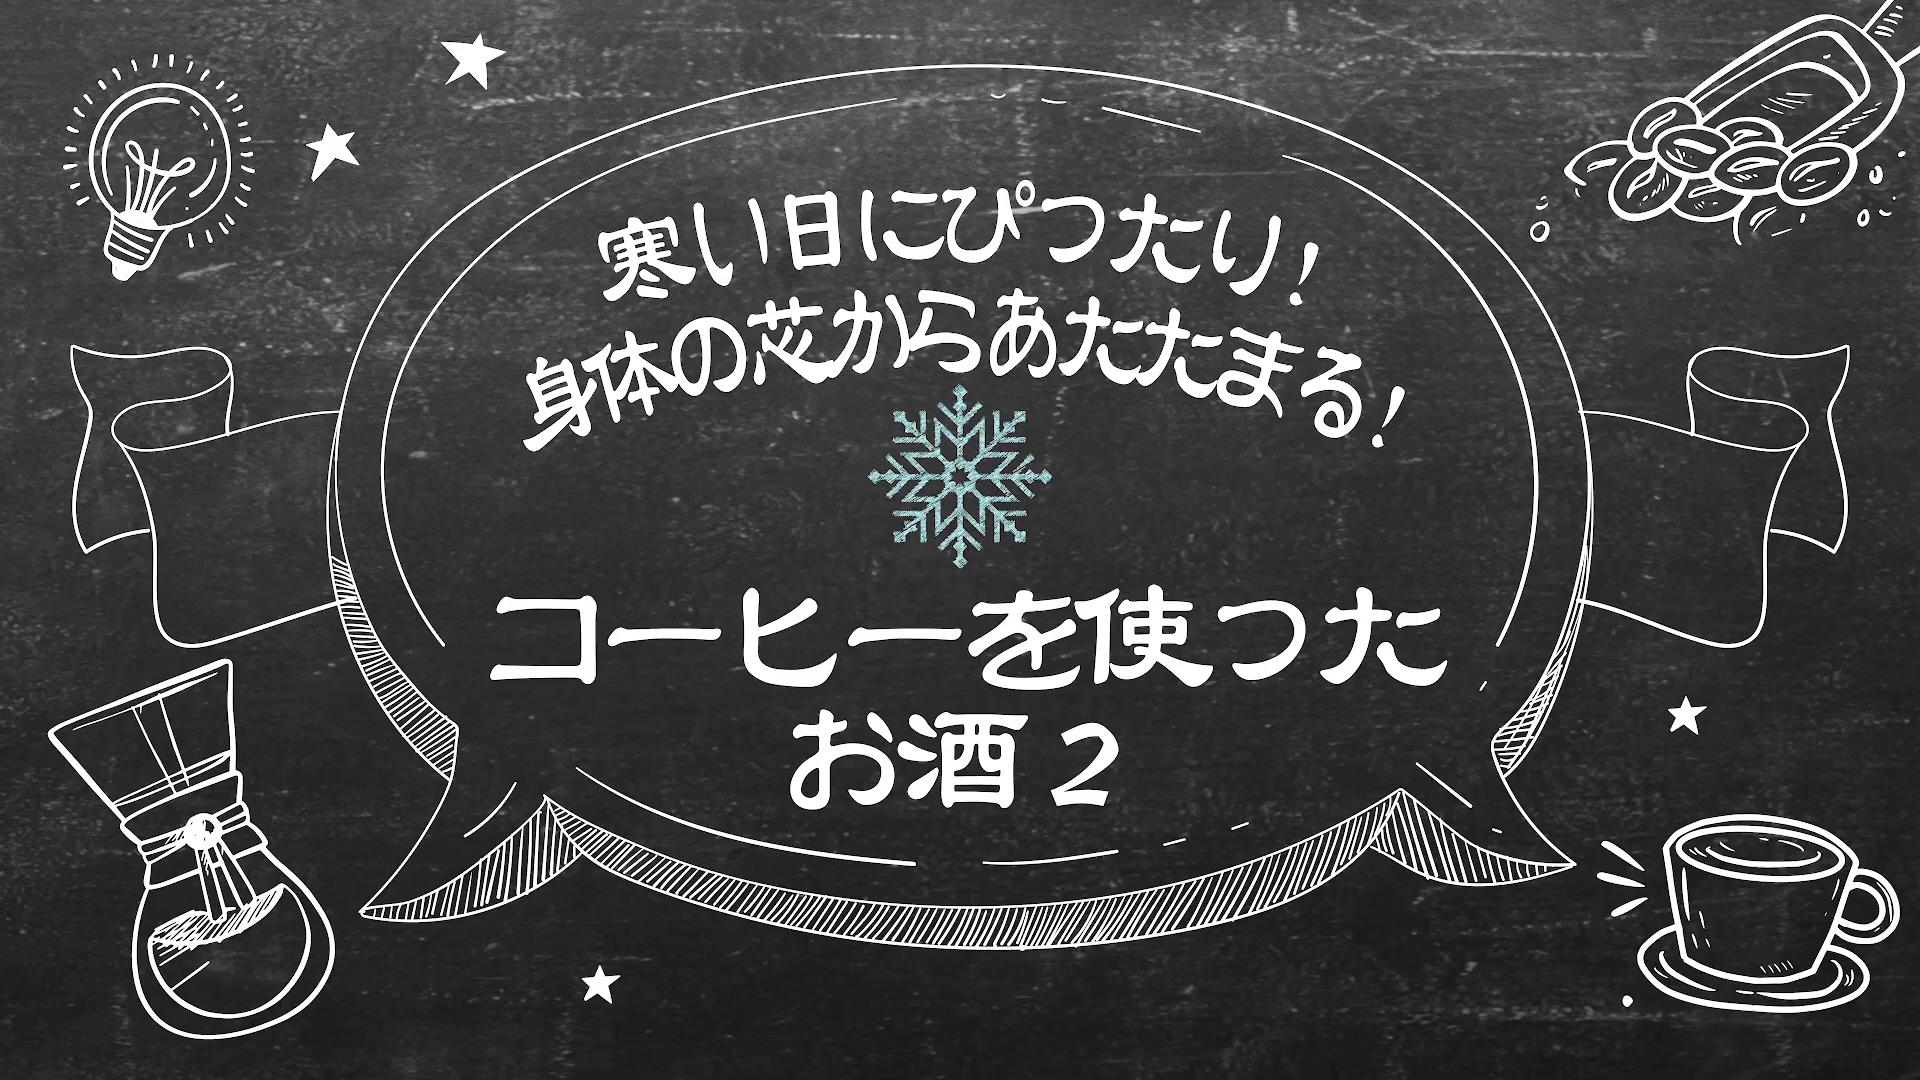 寒い日にぴったり!
身体の芯からあたたまる!
コーヒーを使った
お酒2